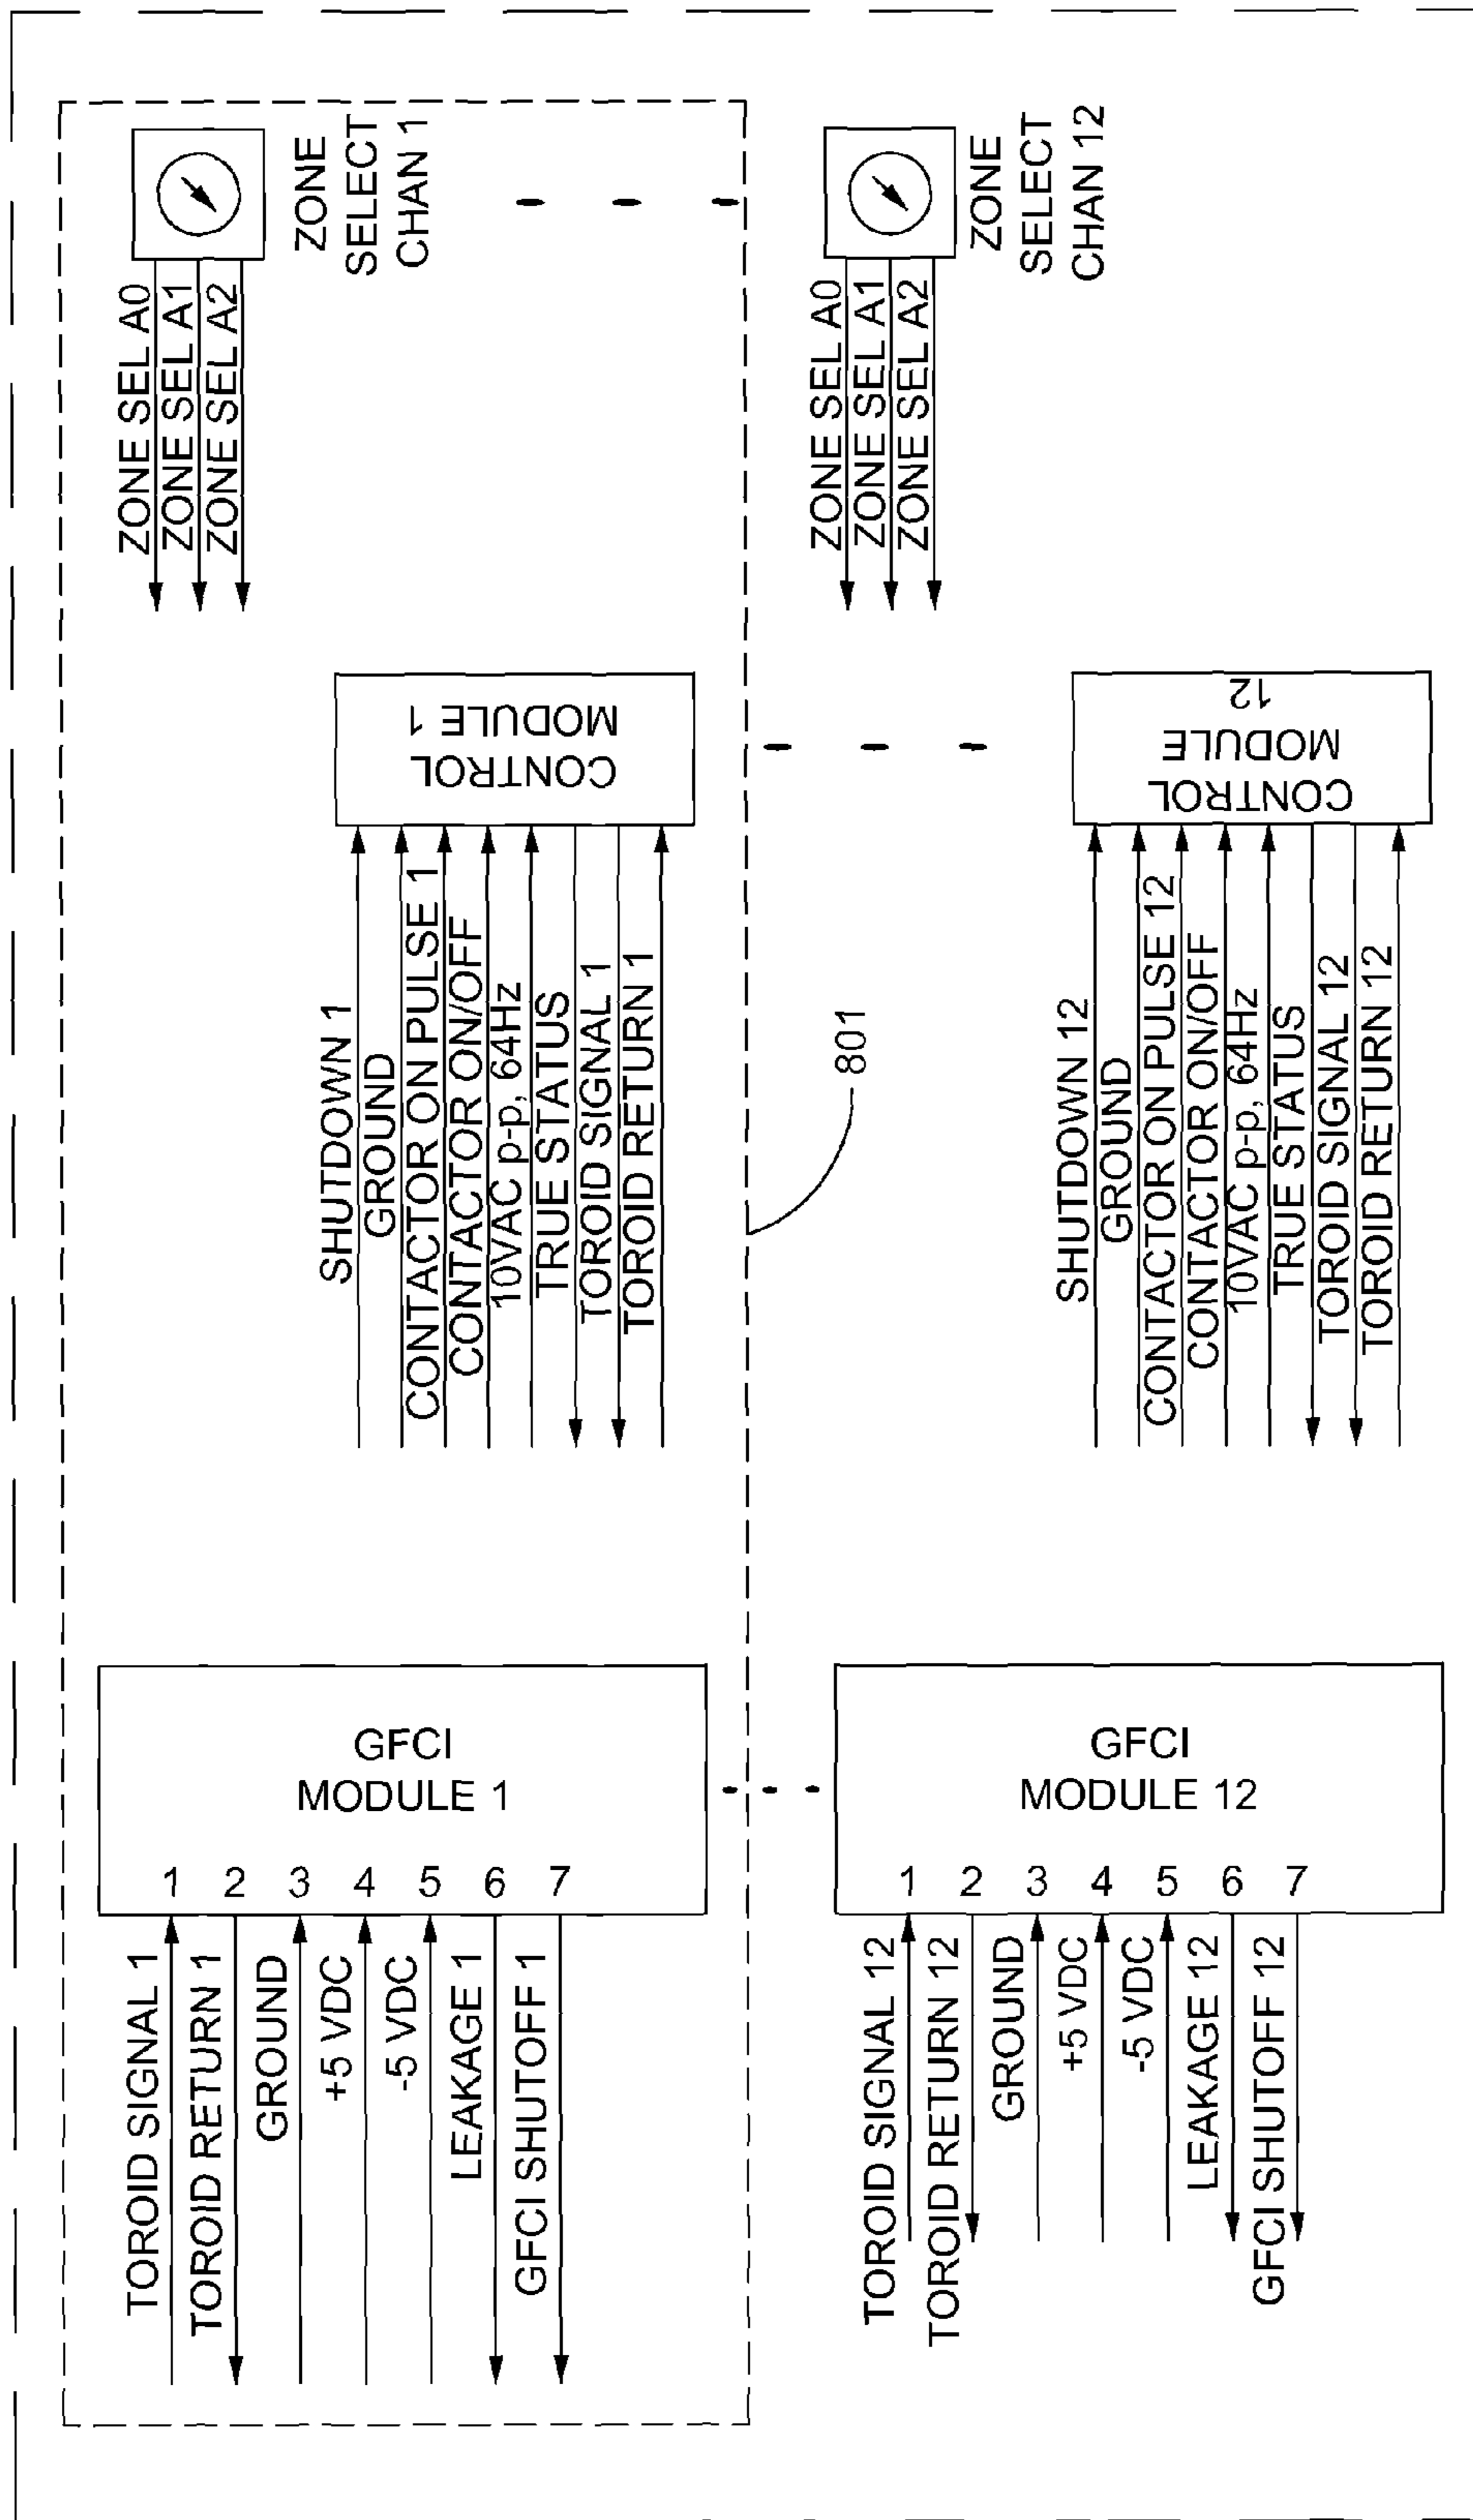 ZONE SEL A0
ZONE SEL A1
ZONE SEL A2
ZONE
SELECT
CHAN 1
ZONE SEL A0
ZONE SEL A1
ZONE SEL A2
ZONE
SELECT
CHAN 12
CONTROL
MODULE 1
SHUTDOWN 1
GROUND
CONTACTOR ON PULSE 1
CONTACTOR ON/OFF
10VAC p-p, 64Hz
TRUE STATUS
TOROID SIGNAL 1
TOROID RETURN 1
801
CONTROL
MODULE
12
SHUTDOWN 12
GROUND
CONTACTOR ON PULSE 12
CONTACTOR ON/OFF
10VAC p-p, 64Hz
TRUE STATUS
TOROID SIGNAL 12
TOROID RETURN 12
GFCI
MODULE 1
1 2 3 4 5 6 7
TOROID SIGNAL 1
TOROID RETURN 1
GROUND
+5 VDC
-5 VDC
LEAKAGE 1
GFCI SHUTOFF 1
GFCI
MODULE 12
1 2 3 4 5 6 7
TOROID SIGNAL 12
TOROID RETURN 12
GROUND
+5 VDC
-5 VDC
LEAKAGE 12
GFCI SHUTOFF 12